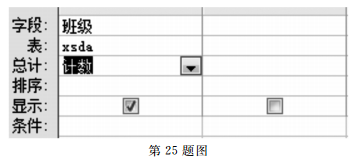 字段: 班级
表: xsda
总计: 计数
排序:
显示:
条件:
第 25 题图